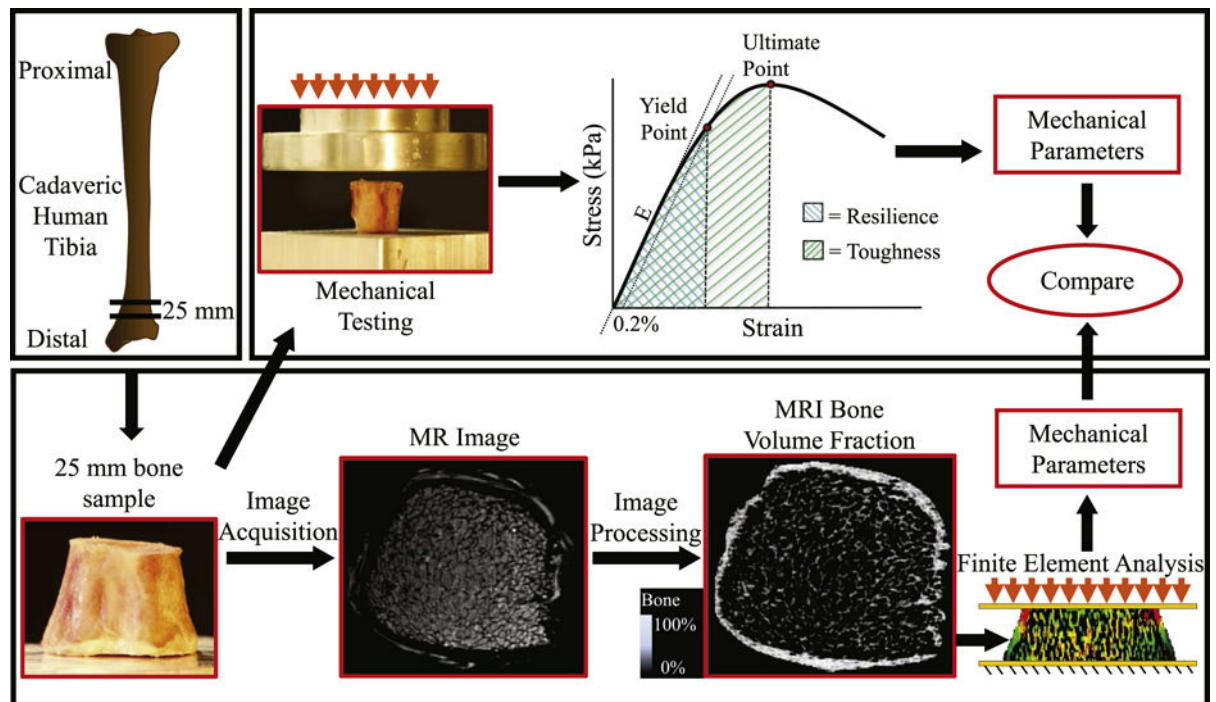 Proximal
Cadaveric
Human
Tibia
25 mm
Distal
Mechanical
Testing
Ultimate
Point
Yield
Point
Stress (kPa)
E
= Resilience
= Toughness
0.2%
Strain
Mechanical
Parameters
Compare
25 mm bone
sample
Image
Acquisition
MR Image
Image
Processing
MRI Bone
Volume Fraction
Bone
100%
0%
Mechanical
Parameters
Finite Element Analysis